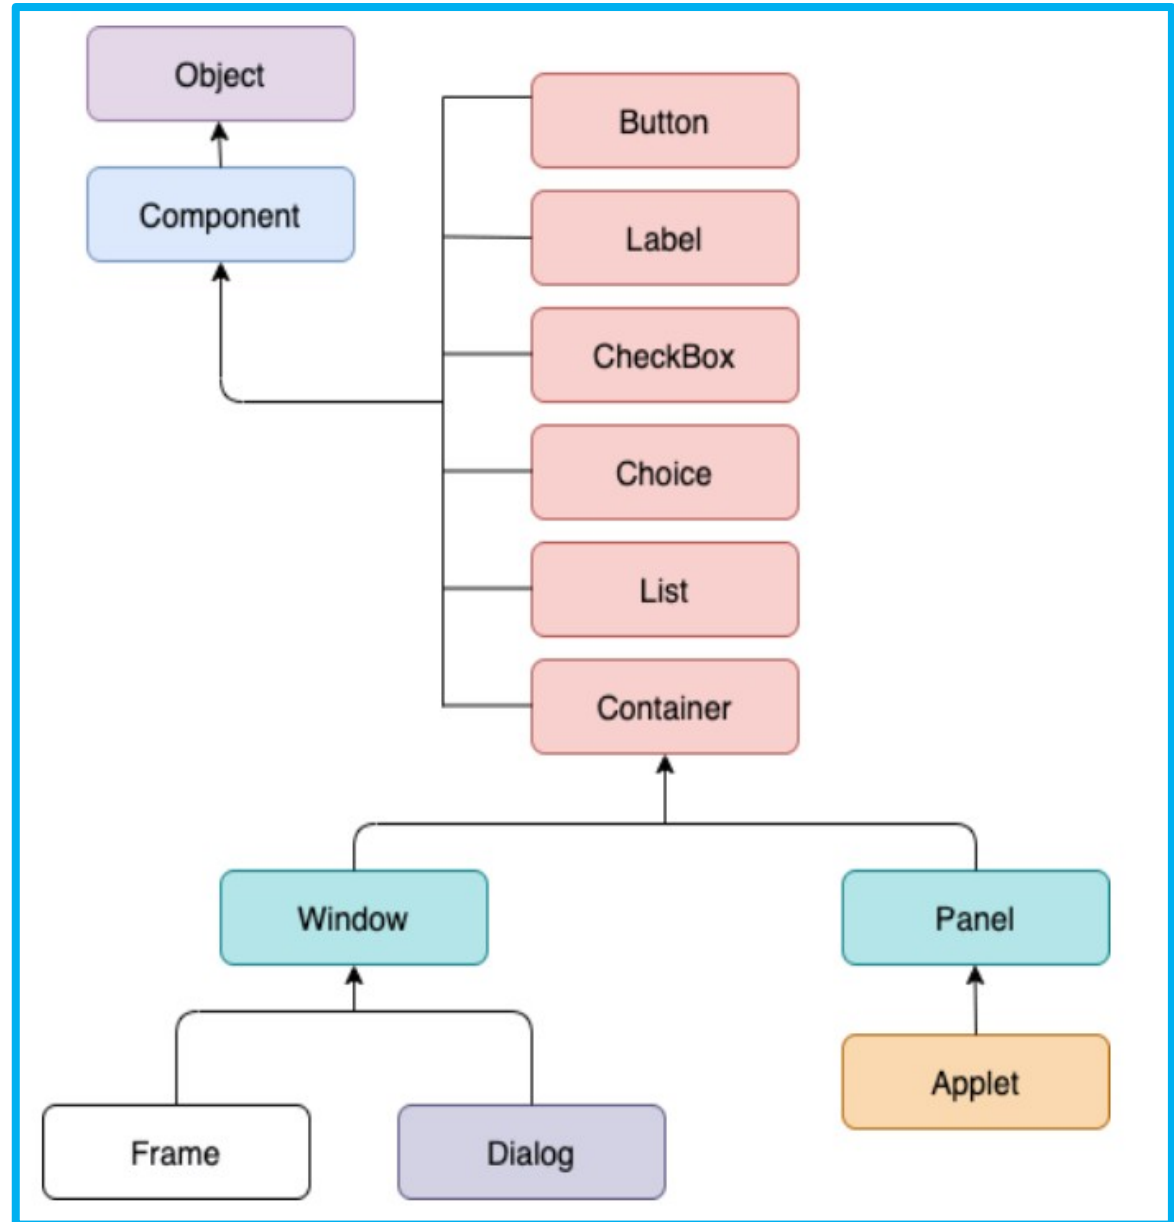 Object
Component
Button
Label
CheckBox
Choice
List
Container
Window
Panel
Applet
Frame
Dialog